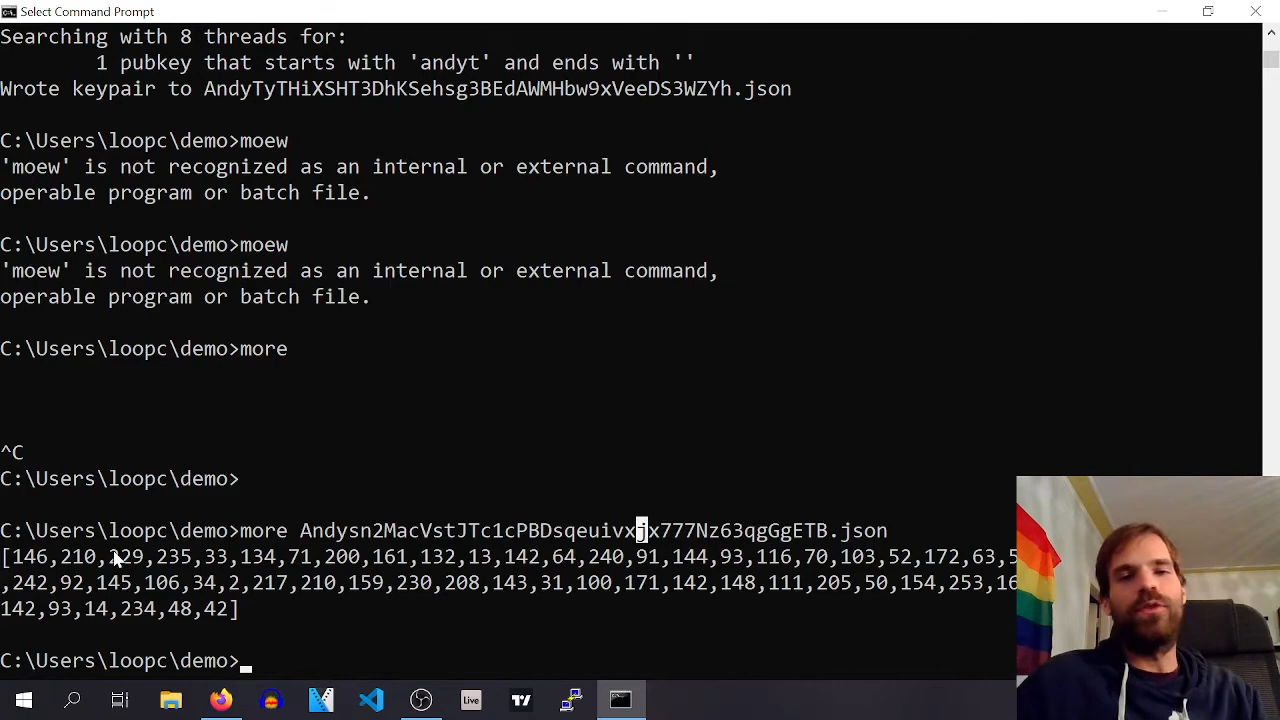 Select Command Prompt
Searching with 8 threads for:
1 pubkey that starts with 'andyt' and ends with ''
Wrote keypair to AndyTyTHiXSHT3DhKSehsg3BEdAWMHbw9xVeeDS3WZYh.json
C:\Users\loopc\demo>moew
'moew' is not recognized as an internal or external command,
operable program or batch file.
C:\Users\loopc\demo>moew
'moew' is not recognized as an internal or external command,
operable program or batch file.
C:\Users\loopc\demo>more
^C
C:\Users\loopc\demo>
C:\Users\loopc\demo>more Andysn2MacVstJTc1cPBDsqeuivxjx777Nz63qgGgETB.json
[146,210,229,235,33,134,71,200,161,132,13,142,64,240,91,144,93,116,70,103,52,172,63,5
,242,92,145,106,34,2,217,210,159,230,208,143,31,100,171,142,148,111,205,50,154,253,16
142,93,14,234,48,42]
C:\Users\loopc\demo>
Live